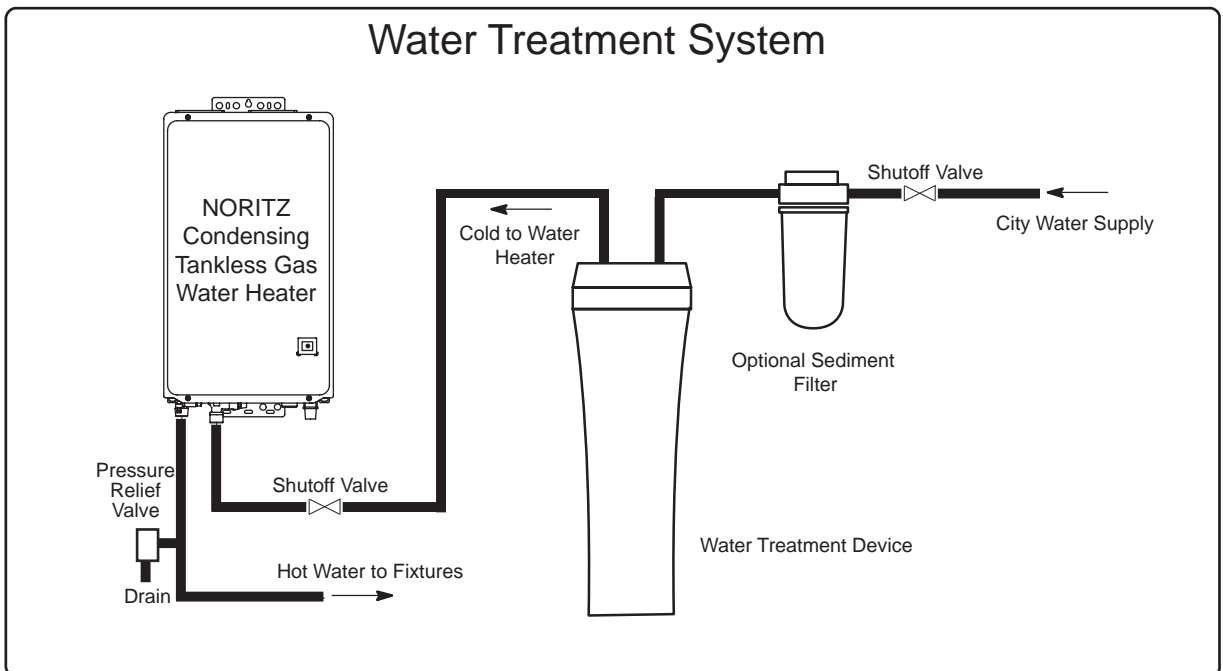 Water Treatment System
NORITZ
Condensing
Tankless Gas
Water Heater
Shutoff Valve
City Water Supply
Cold to Water
Heater
Optional Sediment
Filter
Pressure
Relief
Valve
Shutoff Valve
Water Treatment Device
Hot Water to Fixtures
Drain